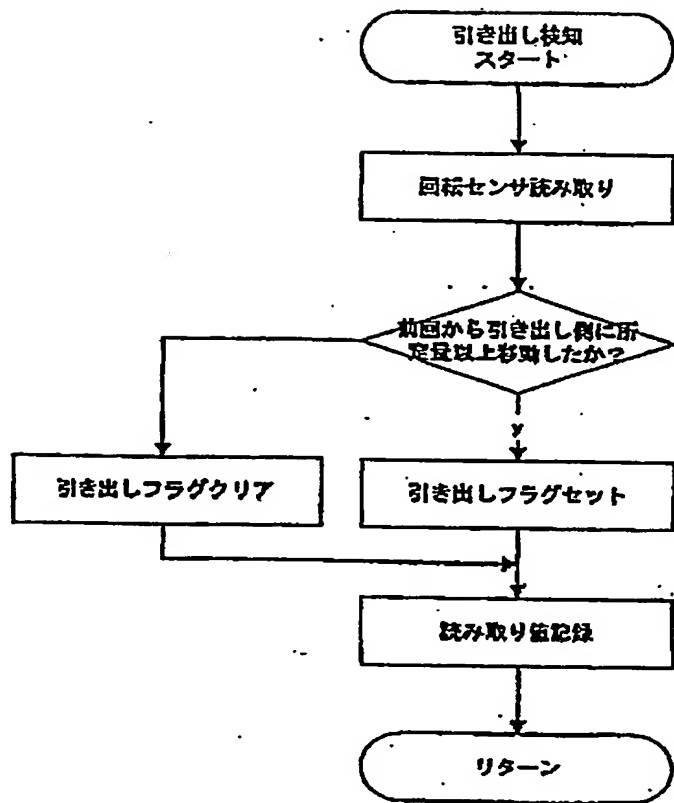 引き出し検知
スタート
回転センサ読み取り
前回から引き出し側に所
定量以上移動したか？
y
引き出しフラグクリア
引き出しフラグセット
読み取り値記録
リターン